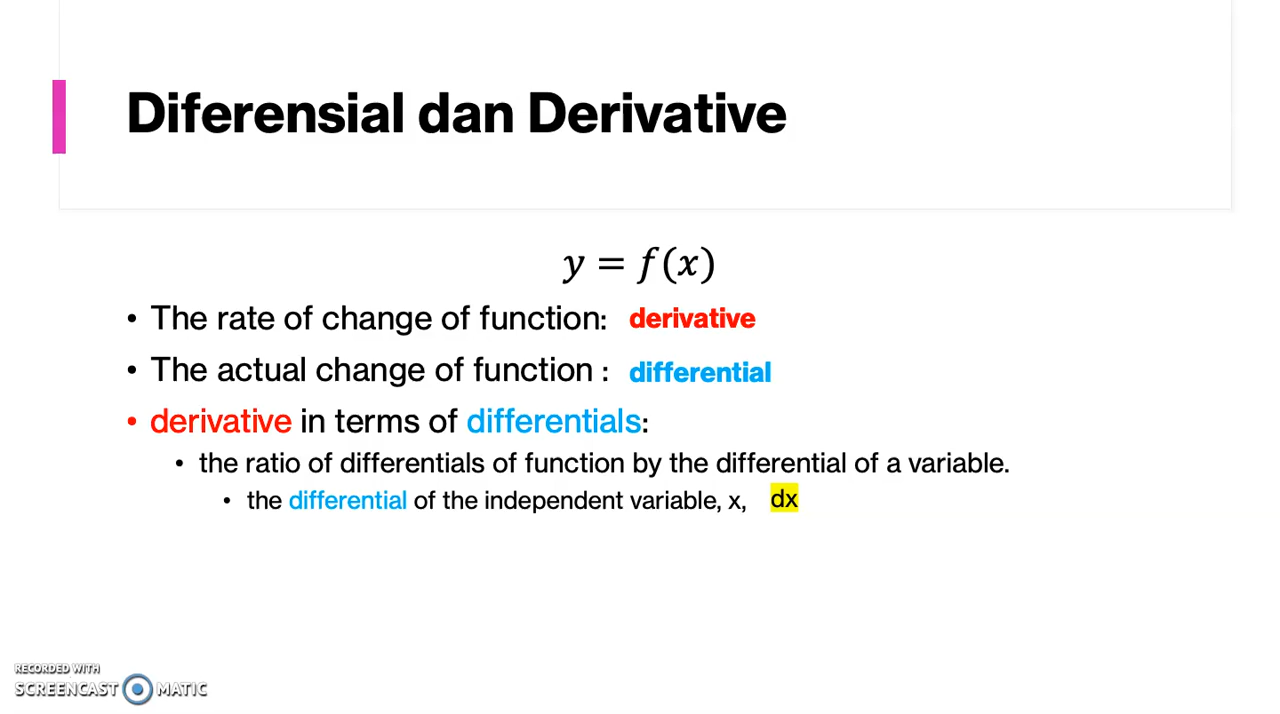 Diferensial dan Derivative
y = f(x)
• The rate of change of function: derivative
• The actual change of function : differential
• derivative in terms of differentials:
• the ratio of differentials of function by the differential of a variable.
• the differential of the independent variable, x, dx
RECORDED WITH
SCREENCAST MATIC